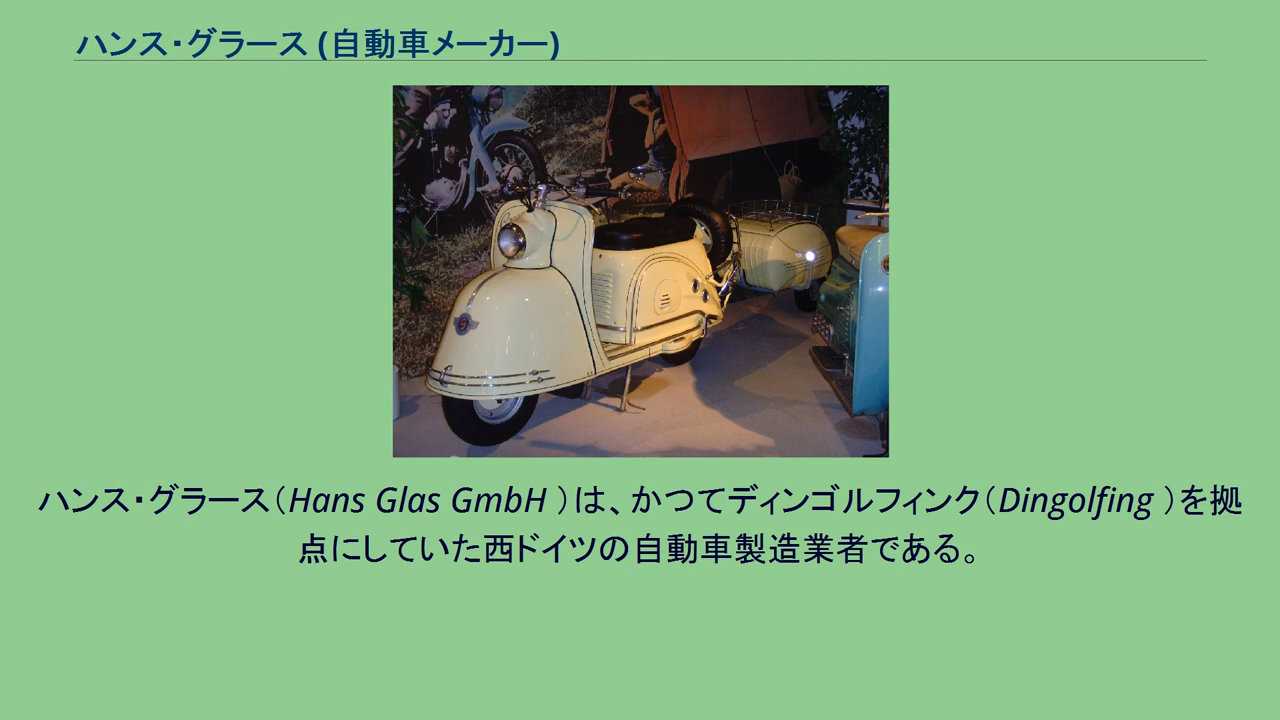 ハンス・グラース (自動車メーカー)
ハンス・グラース（Hans Glas GmbH ）は、かつてディンゴルフィンク（Dingolfing ）を拠
点にしていた西ドイツの自動車製造業者である。